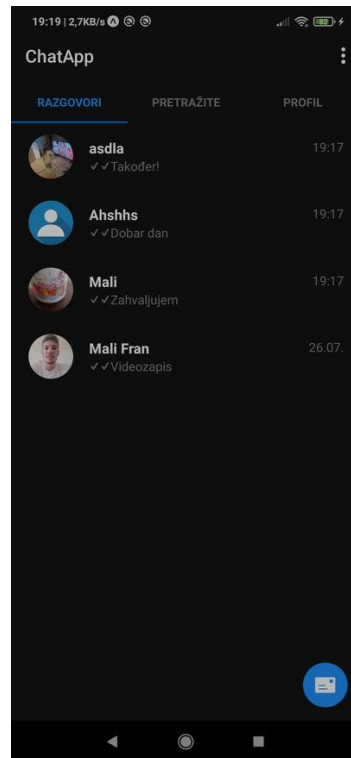 19:19 | 2,7KB/s
82
ChatApp
RAZGOVORI PRETRAŽITE PROFIL
asdla 19:17
✓✓Također!
Ahshhs 19:17
✓✓Dobar dan
Mali 19:17
✓✓Zahvaljujem
Mali Fran 26.07.
✓✓Videozapis